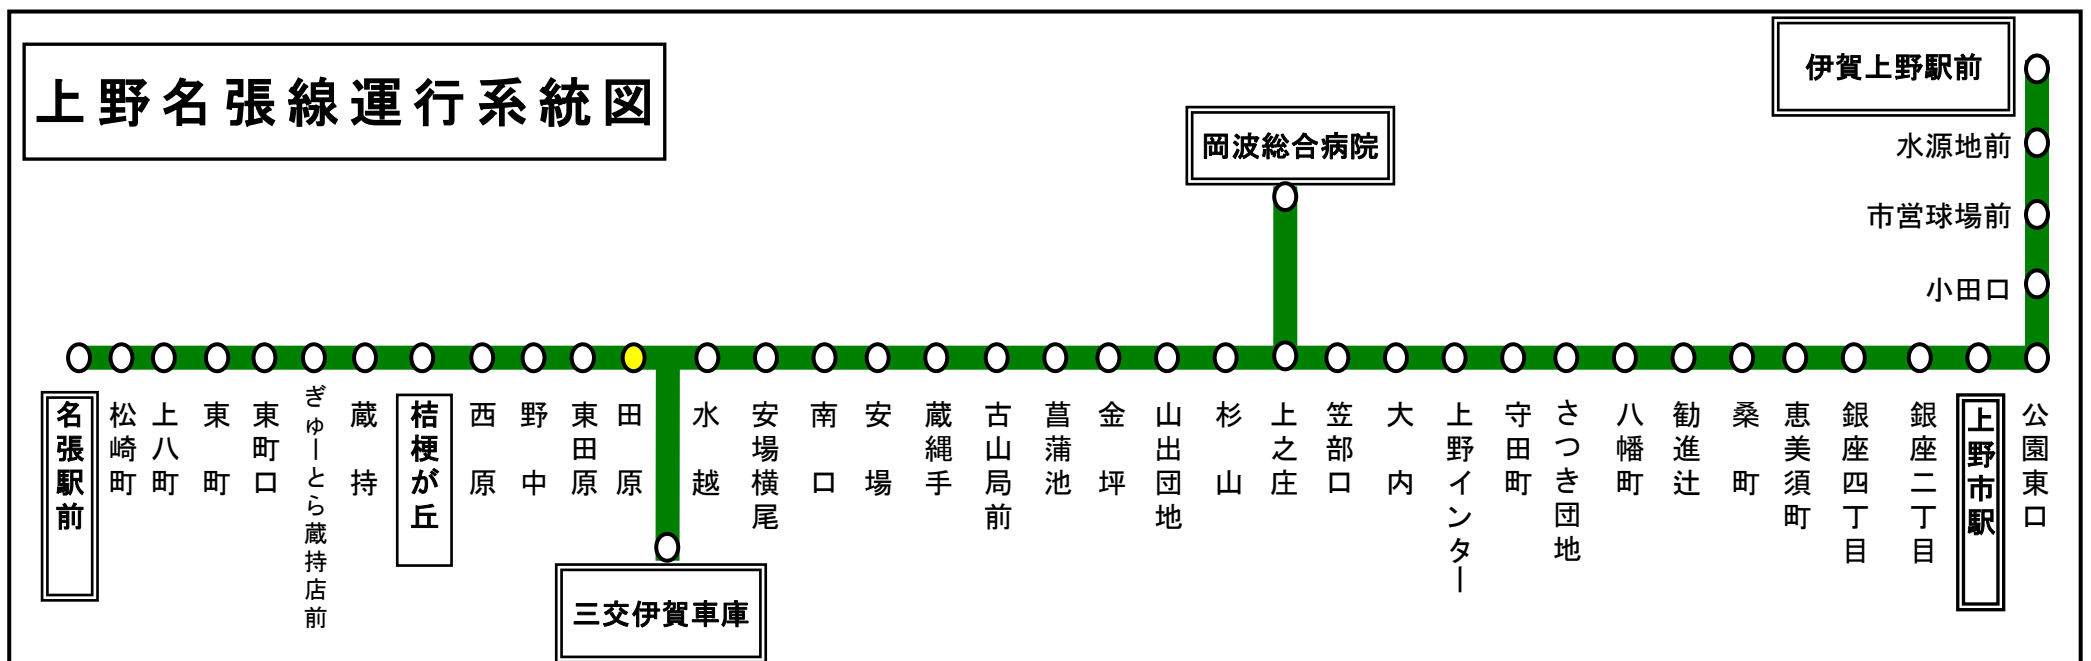 上野名張線運行系統図
伊賀上野駅前
水源地前
市営球場前
小田口
岡波総合病院
名張駅前
松崎町
上八町
東町
東町口
ぎゅーとら蔵持店前
蔵持
桔梗が丘
西原
野中
東田原
田原
三交伊賀車庫
水越
安場横尾
南口
安場
蔵縄手
古山局前
菖蒲池
金坪
山出団地
杉山
上之庄
笠部口
大内
上野インター
守田町
さつき団地
八幡町
勧進辻
桑町
恵美須町
銀座四丁目
銀座二丁目
上野市駅
公園東口